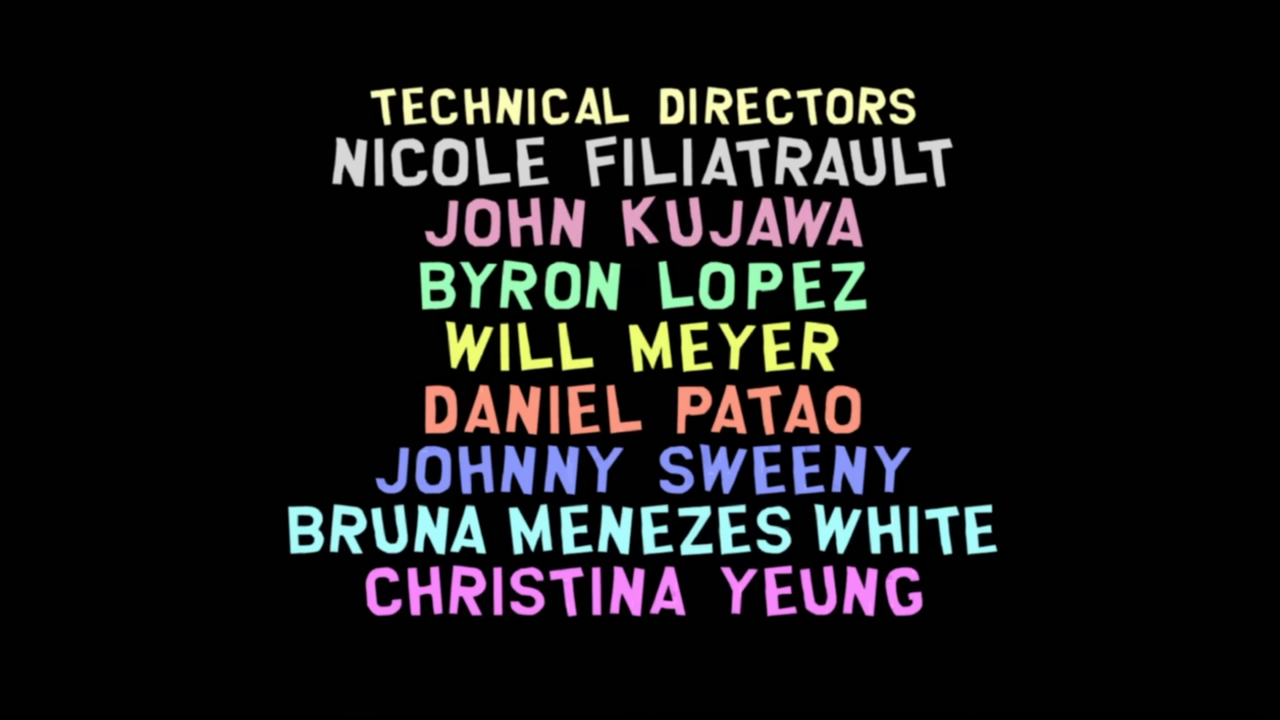 TECHNICAL DIRECTORS
NICOLE FILIATRAULT
JOHN KUJAWA
BYRON LOPEZ
WILL MEYER
DANIEL PATAO
JOHNNY SWEENY
BRUNA MENEZES WHITE
CHRISTINA YEUNG